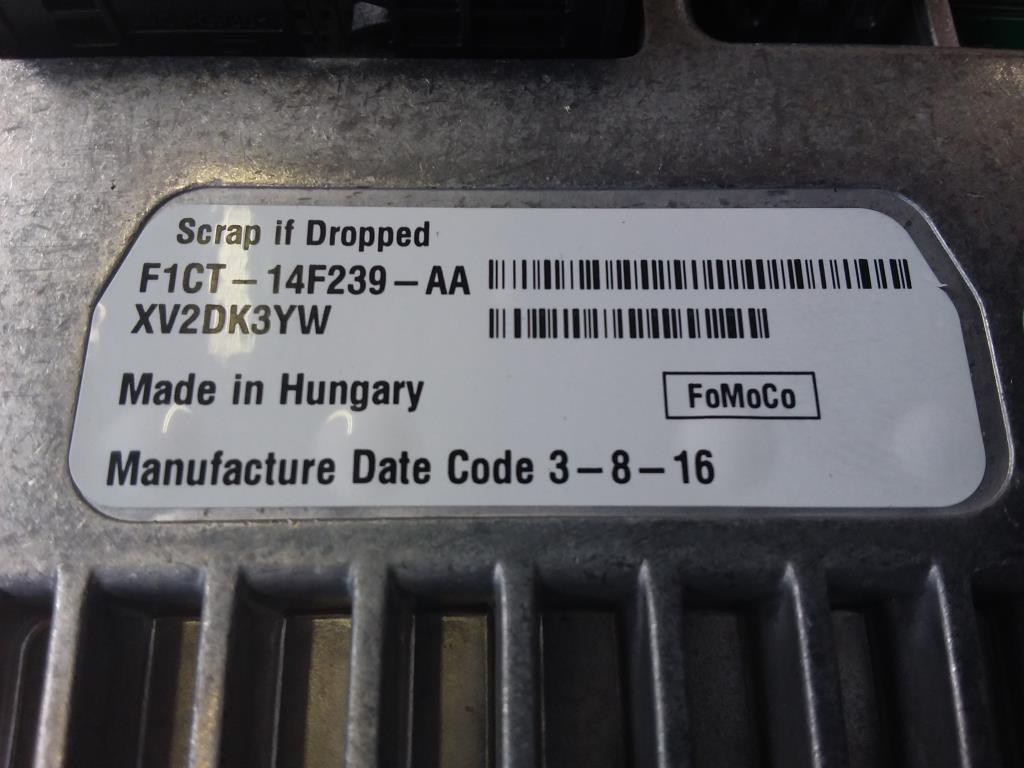 Scrap if Dropped
F1CT-14F239-AA
XV2DK3YW
Made in Hungary
FoMoCo
Manufacture Date Code 3-8-16